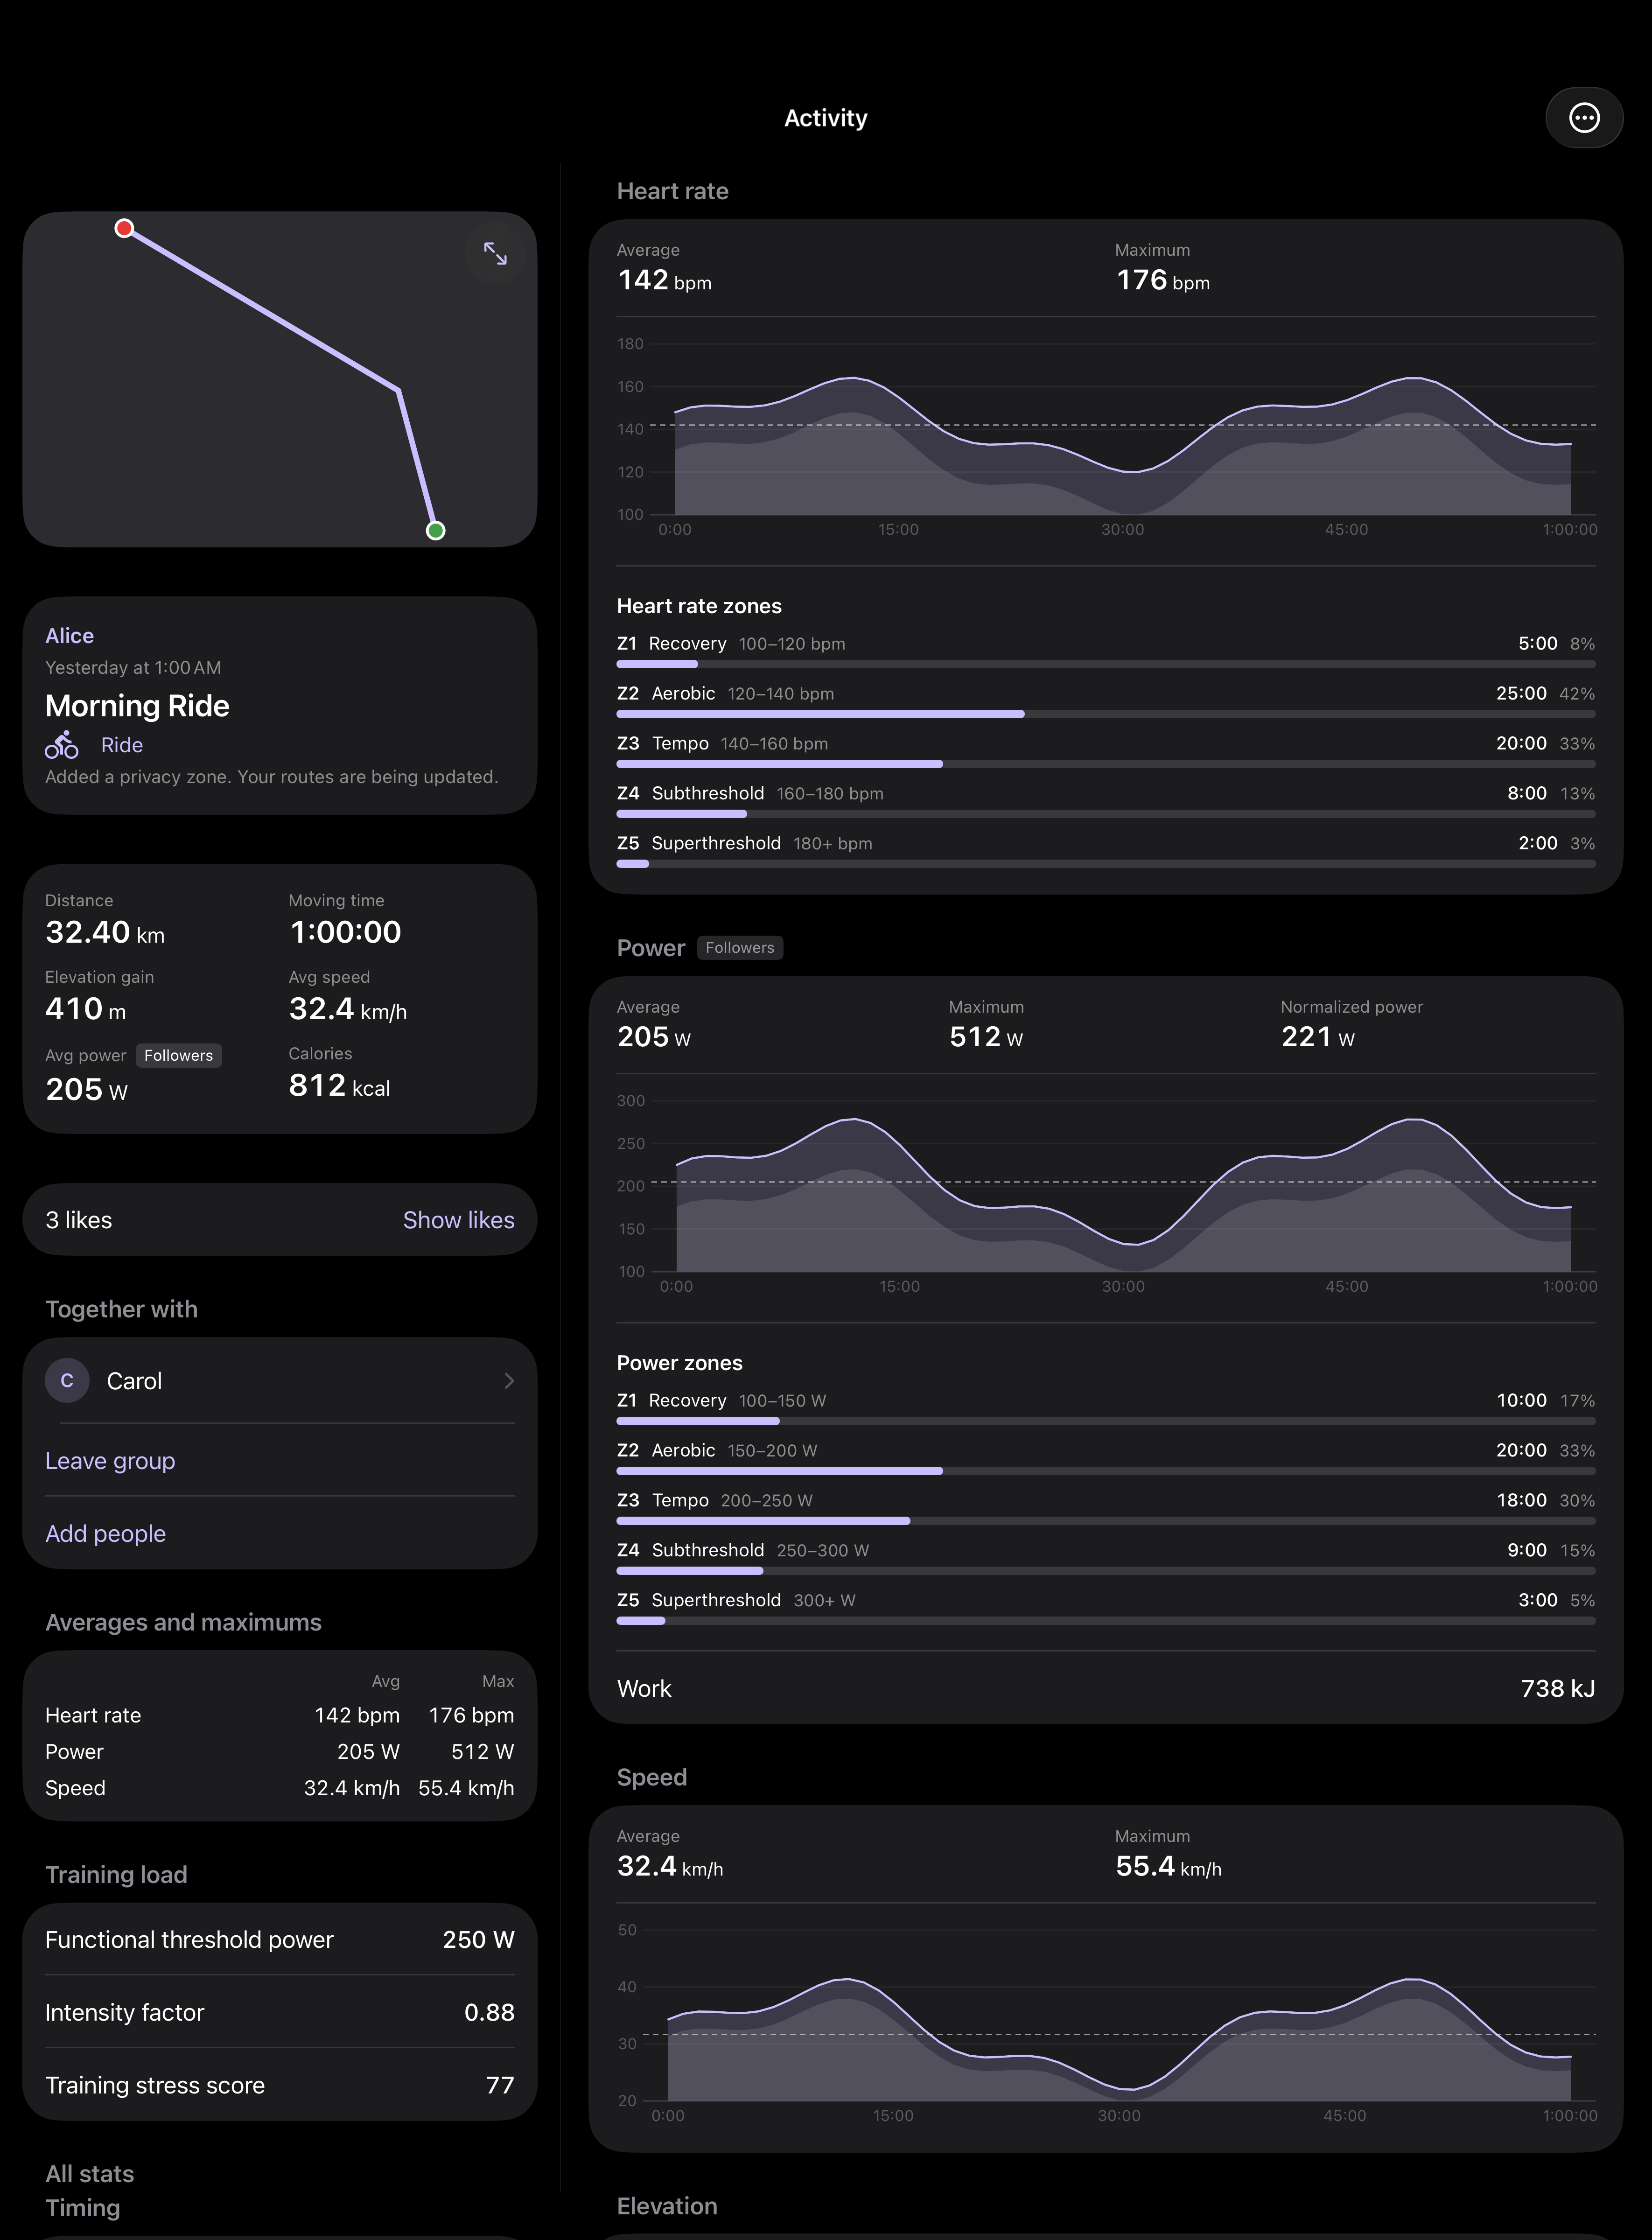 Activity
Alice
Yesterday at 1:00 AM
Morning Ride
Ride
Added a privacy zone. Your routes are being updated.
Distance
32.40 km
Moving time
1:00:00
Elevation gain
410 m
Avg speed
32.4 km/h
Avg power Followers
205 W
Calories
812 kcal
3 likes Show likes
Together with
C Carol
Leave group
Add people
Averages and maximums
Avg Max
Heart rate 142 bpm 176 bpm
Power 205 W 512 W
Speed 32.4 km/h 55.4 km/h
Training load
Functional threshold power 250 W
Intensity factor 0.88
Training stress score 77
All stats
Timing
Heart rate
Average
142 bpm
Maximum
176 bpm
180
160
140
120
100
0:00 15:00 30:00 45:00 1:00:00
Heart rate zones
Z1 Recovery 100–120 bpm 5:00 8%
Z2 Aerobic 120–140 bpm 25:00 42%
Z3 Tempo 140–160 bpm 20:00 33%
Z4 Subthreshold 160–180 bpm 8:00 13%
Z5 Superthreshold 180+ bpm 2:00 3%
Power Followers
Average
205 W
Maximum
512 W
Normalized power
221 W
300
250
200
150
100
0:00 15:00 30:00 45:00 1:00:00
Power zones
Z1 Recovery 100–150 W 10:00 17%
Z2 Aerobic 150–200 W 20:00 33%
Z3 Tempo 200–250 W 18:00 30%
Z4 Subthreshold 250–300 W 9:00 15%
Z5 Superthreshold 300+ W 3:00 5%
Work 738 kJ
Speed
Average
32.4 km/h
Maximum
55.4 km/h
50
40
30
20
0:00 15:00 30:00 45:00 1:00:00
Elevation